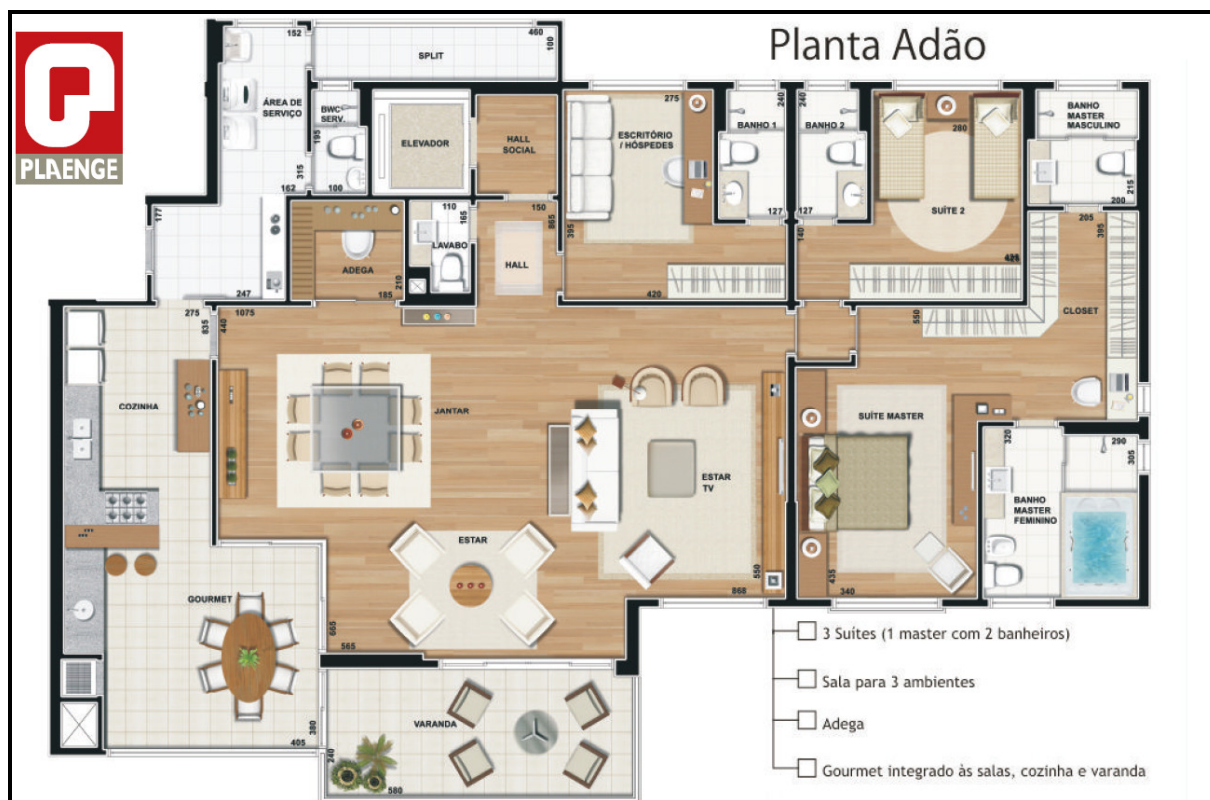 PLAENGE
Planta Adão
152
460
100
SPLIT
ÁREA DE
SERVIÇO
BWC
SERV.
195
315
162
100
ELEVADOR
HALL
SOCIAL
275
ESCRITÓRIO
/ HÓSPEDES
240
BANHO 1
127
240
BANHO 2
127
140
280
SUÍTE 2
425
BANHO
MASTER
MASCULINO
215
200
205
395
177
247
ADEGA
210
185
110
165
LAVABO
150
865
HALL
395
420
550
CLOSET
275
835
1075
440
COZINHA
JANTAR
ESTAR
TV
SUÍTE MASTER
320
290
305
BANHO
MASTER
FEMININO
ESTAR
550
868
435
340
GOURMET
665
565
380
405
VARANDA
240
580
3 Suítes (1 master com 2 banheiros)
Sala para 3 ambientes
Adega
Gourmet integrado às salas, cozinha e varanda